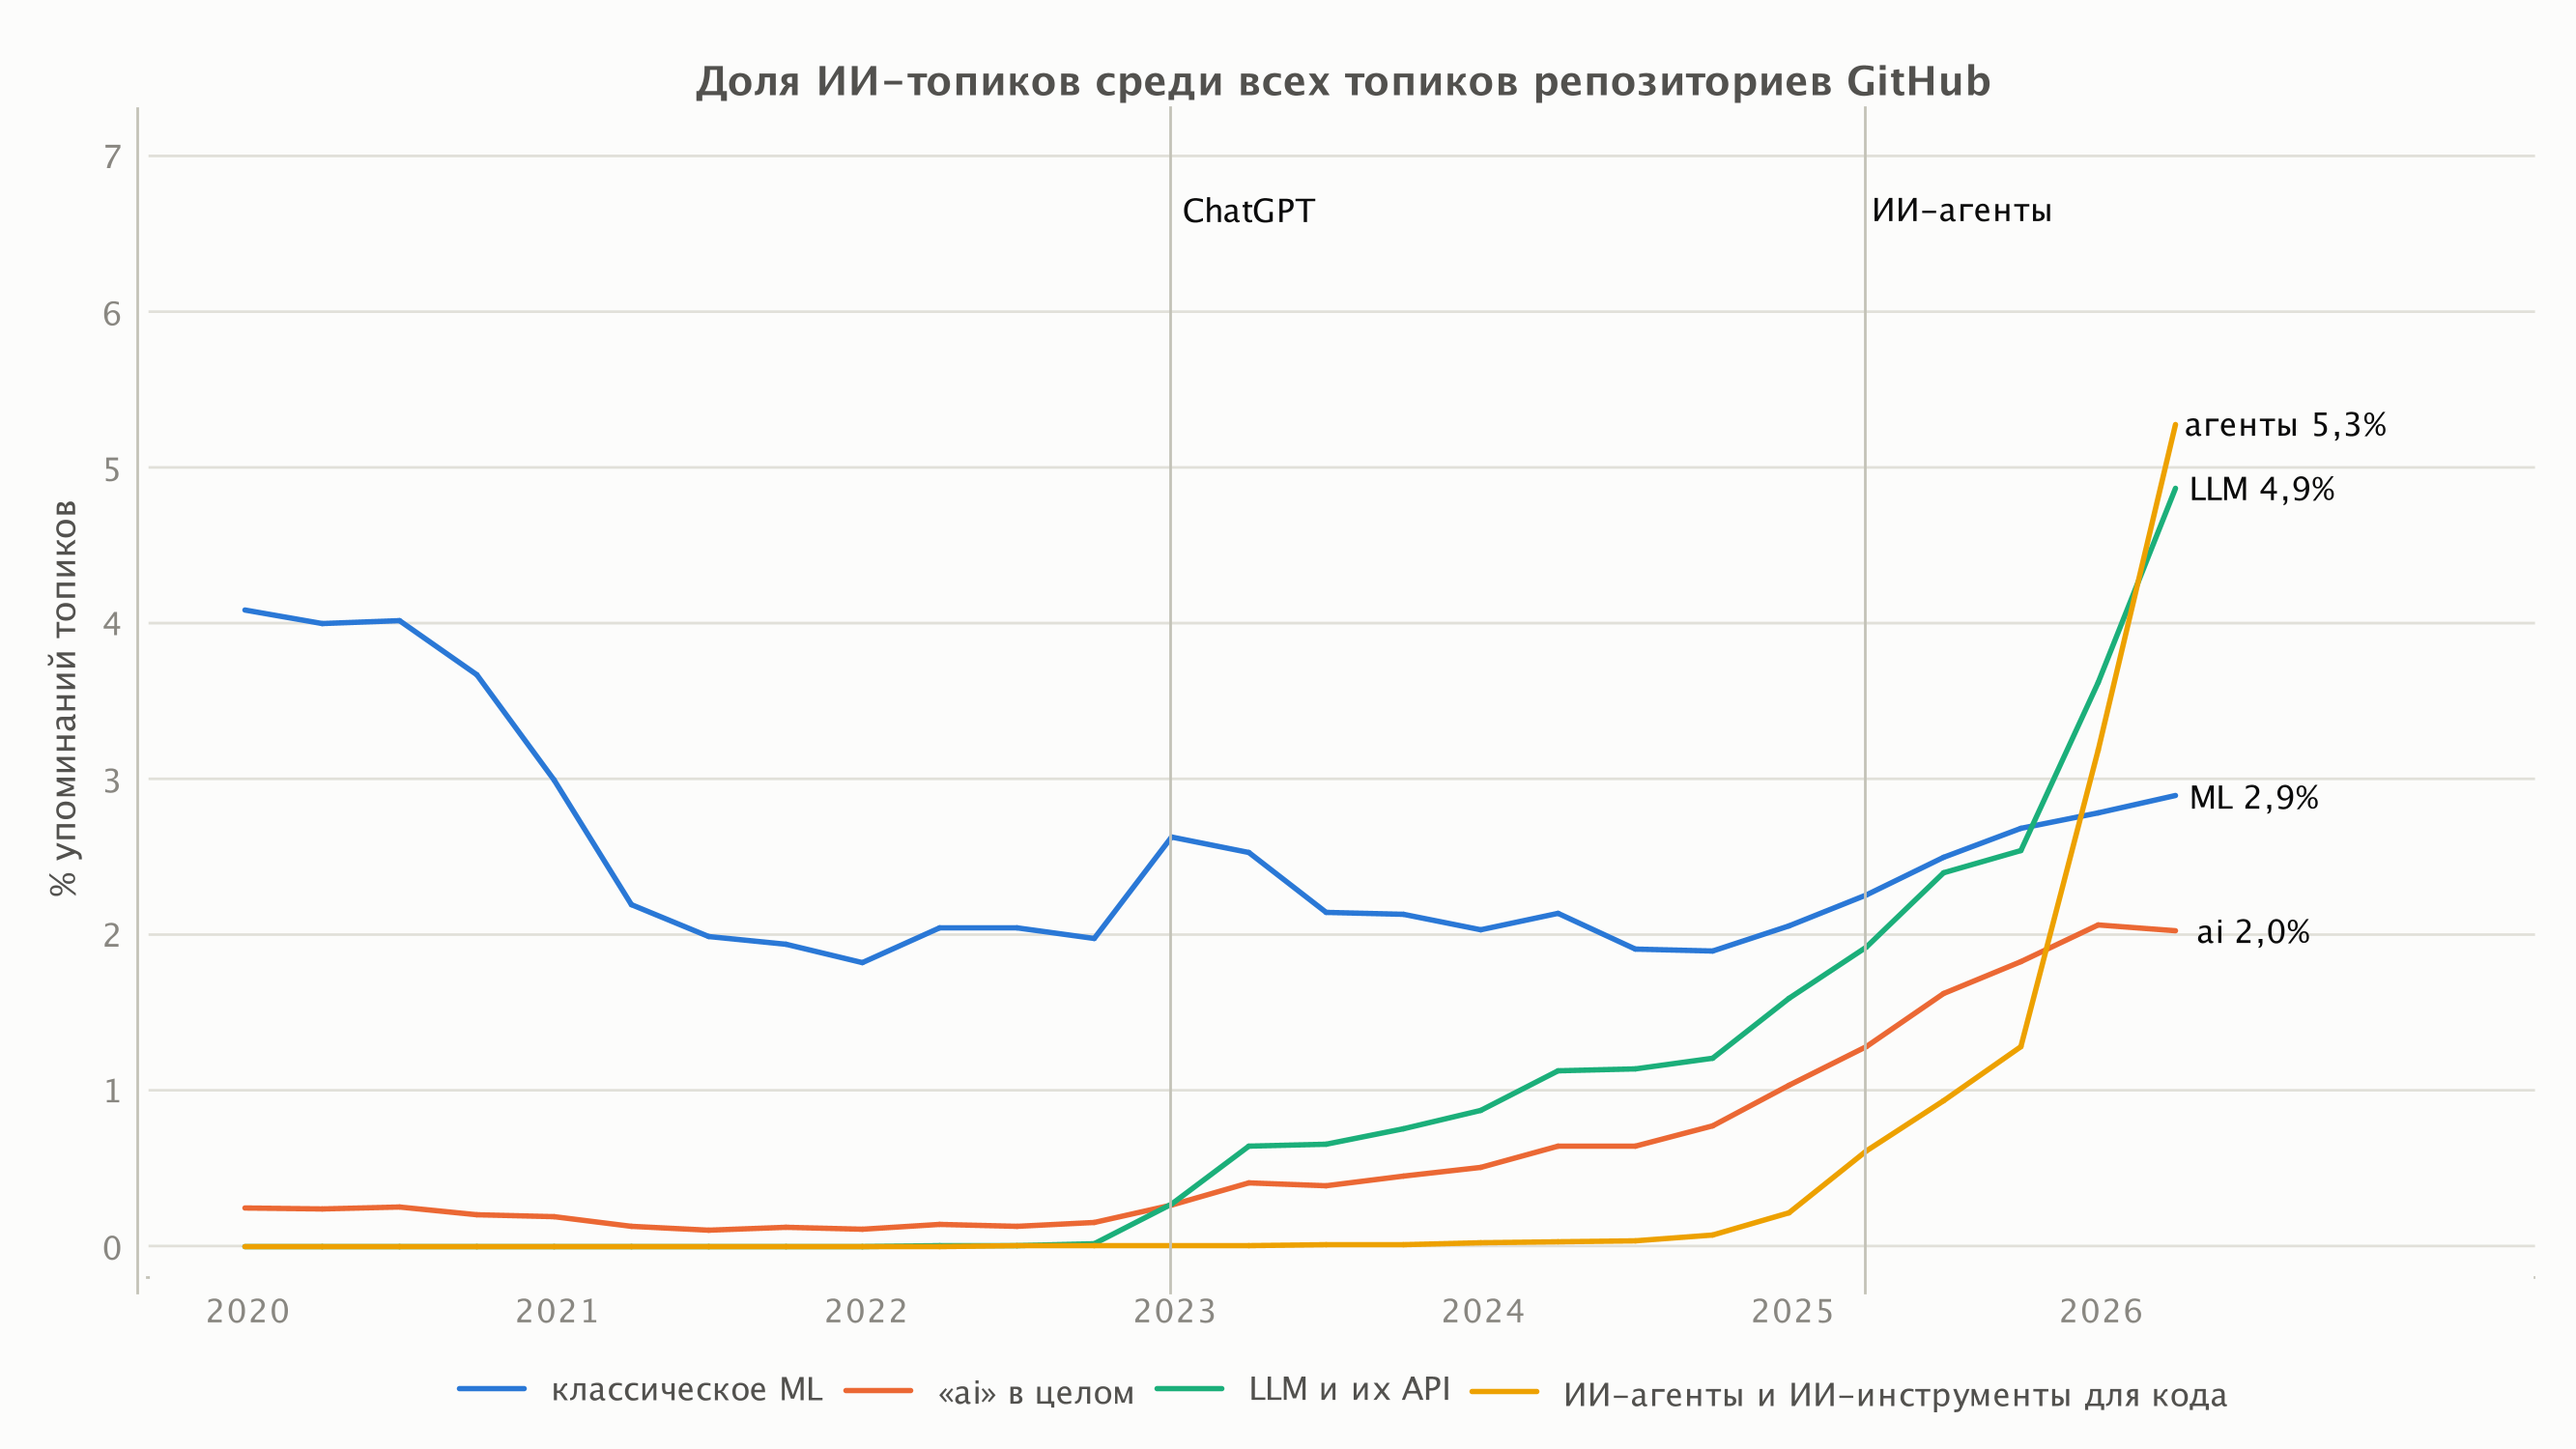 Доля ИИ-топиков среди всех топиков репозиториев GitHub
7
ChatGPT
ИИ-агенты
6
агенты 5,3%
5
LLM 4,9%
4
% упоминаний топиков
3
ML 2,9%
2
ai 2,0%
1
0
2020 2021 2022 2023 2024 2025 2026
классическое ML «ai» в целом LLM и их API ИИ-агенты и ИИ-инструменты для кода